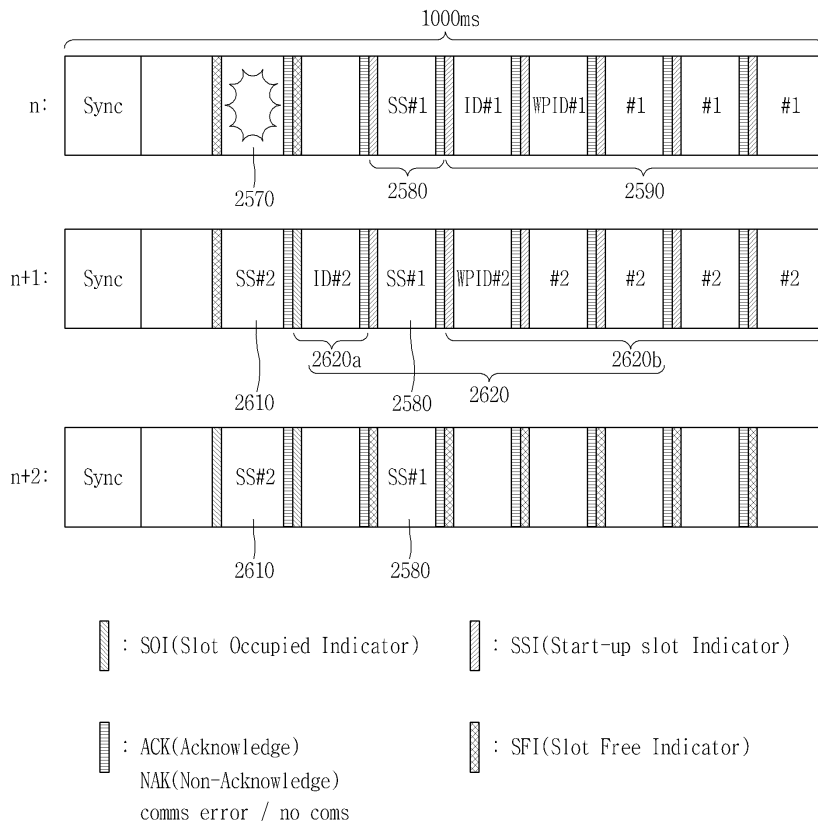 1000ms
n: Sync SS#1 ID#1 WPID#1 #1 #1 #1
2570 2580 2590
n+1: Sync SS#2 ID#2 SS#1 WPID#2 #2 #2 #2 #2
2620a 2620b
2610 2580 2620
n+2: Sync SS#2 SS#1
2610 2580
: SOI(Slot Occupied Indicator) : SSI(Start-up slot Indicator)
: ACK(Acknowledge) : SFI(Slot Free Indicator)
NAK(Non-Acknowledge)
comms error / no coms